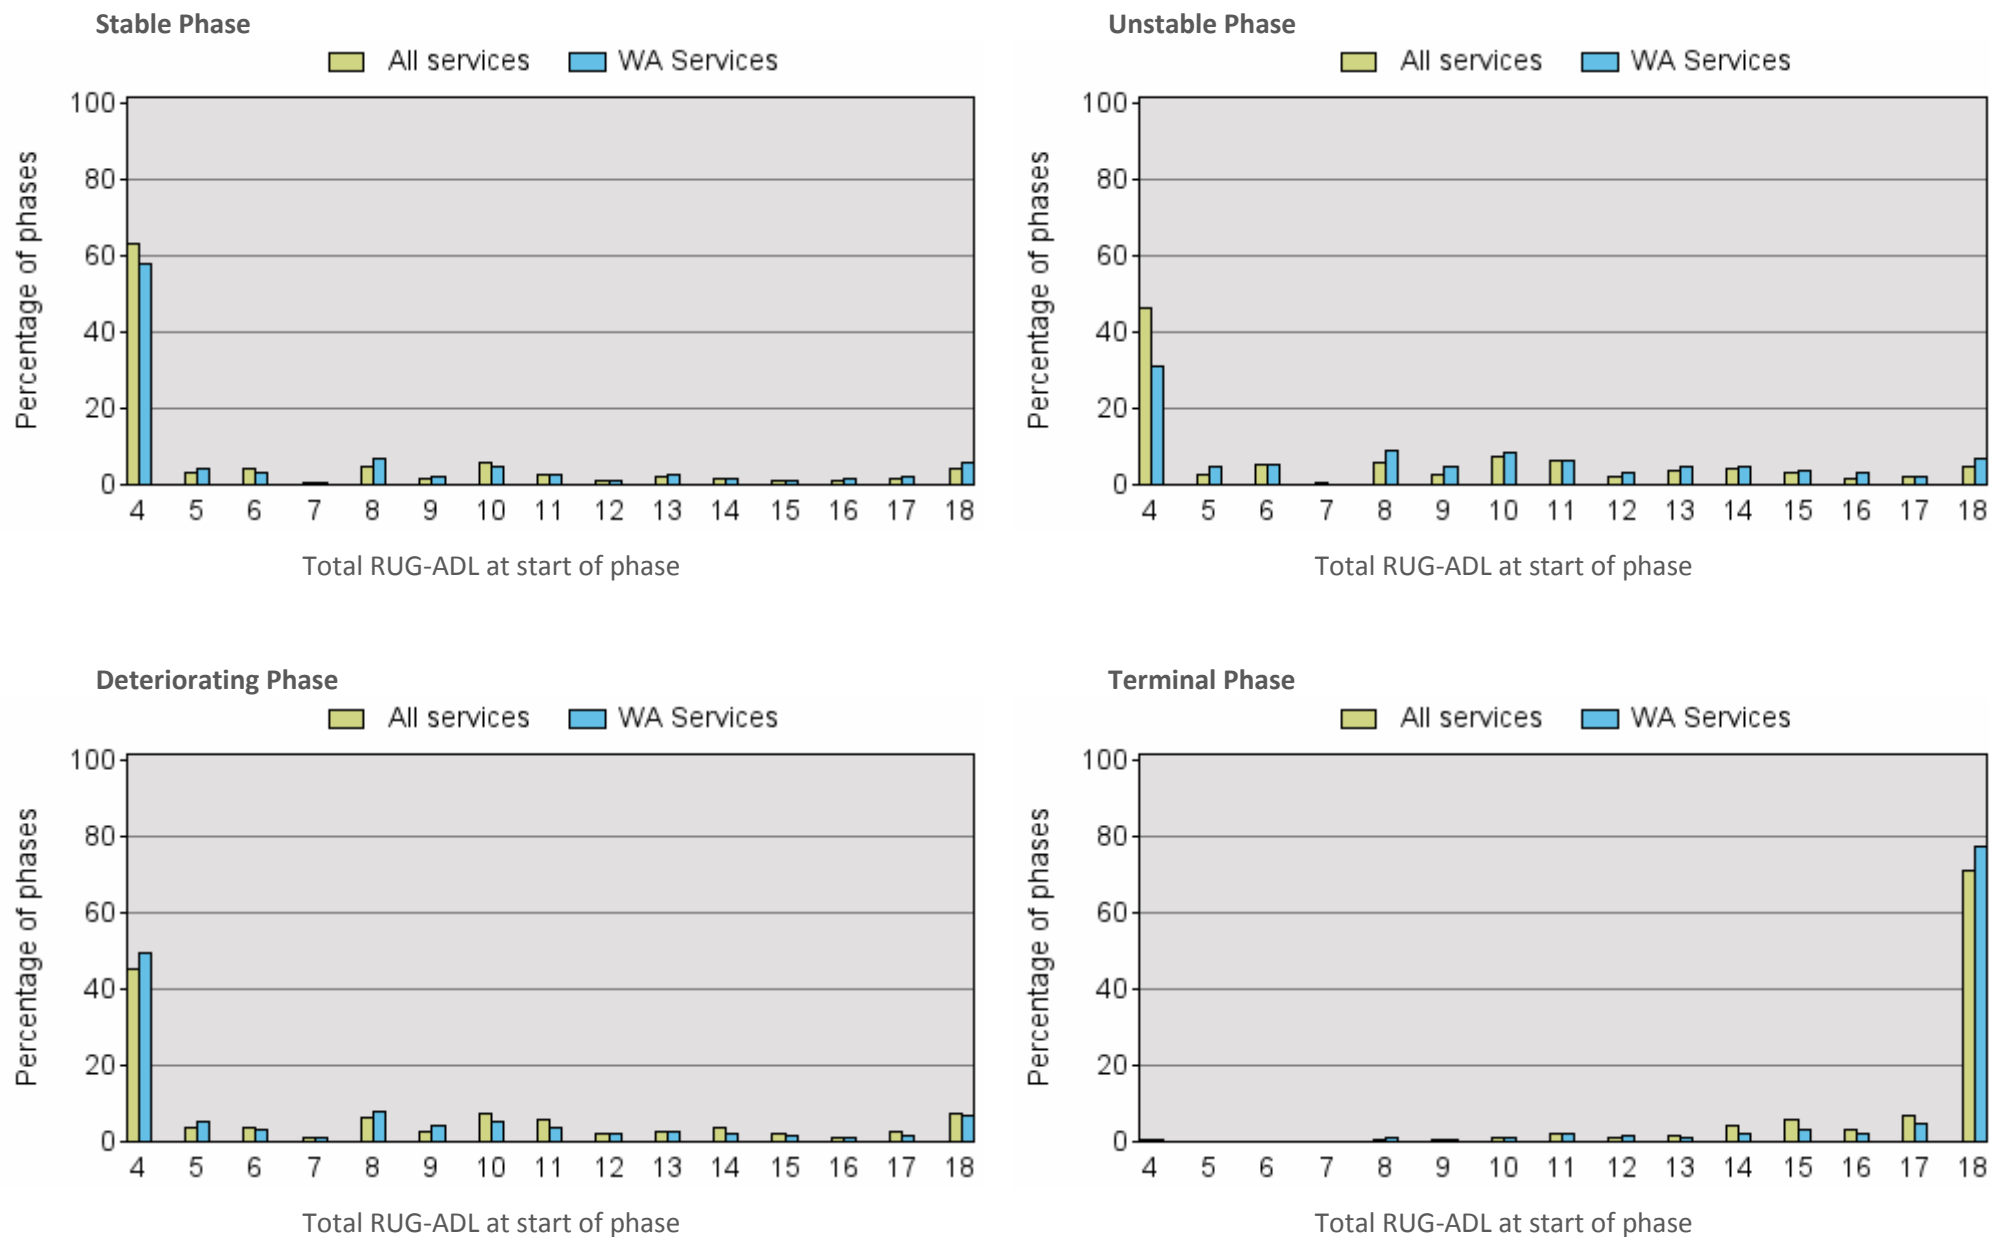 Stable Phase
All services WA Services
Percentage of phases
100
80
60
40
20
0
4 5 6 7 8 9 10 11 12 13 14 15 16 17 18
Total RUG-ADL at start of phase
Unstable Phase
All services WA Services
Percentage of phases
100
80
60
40
20
0
4 5 6 7 8 9 10 11 12 13 14 15 16 17 18
Total RUG-ADL at start of phase
Deteriorating Phase
All services WA Services
Percentage of phases
100
80
60
40
20
0
4 5 6 7 8 9 10 11 12 13 14 15 16 17 18
Total RUG-ADL at start of phase
Terminal Phase
All services WA Services
Percentage of phases
100
80
60
40
20
0
4 5 6 7 8 9 10 11 12 13 14 15 16 17 18
Total RUG-ADL at start of phase